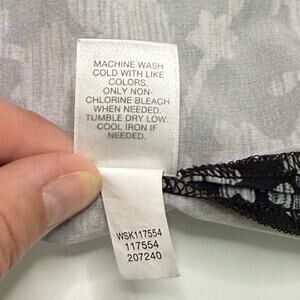 MACHINE WASH
COLD WITH LIKE
COLORS.
ONLY NON-
CHLORINE BLEACH
WHEN NEEDED.
TUMBLE DRY LOW.
COOL IRON IF
NEEDED.
WSK117554
117554
207240